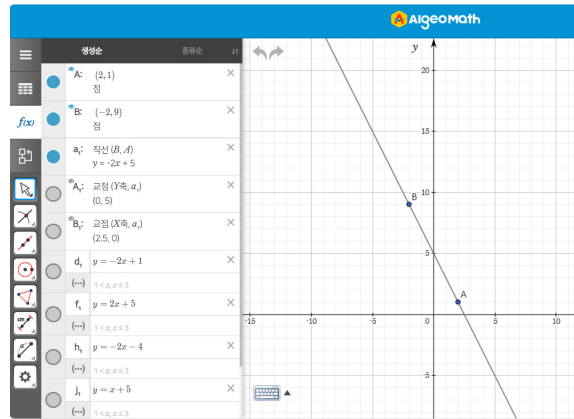 AlgeoMath
생성순 종류순
f(x)
A: (2, 1)
점
B: (−2, 9)
점
a₁: 직선 (B, A)
y = -2x + 5
A₁: 교점 (Y축, a₁)
(0, 5)
B₁: 교점 (X축, a₁)
(2.5, 0)
d₁ y = −2x + 1
(...) 1 < x, x ≤ 3
f₁ y = 2x + 5
(...) 1 < x, x ≤ 3
h₁ y = −2x − 4
(...) 1 < x, x ≤ 3
j₁ y = x + 5
(...) 1 < x, x ≤ 3
cm
y
20
15
B 10
5
A
-15 -10 -5 0 5 10
-5